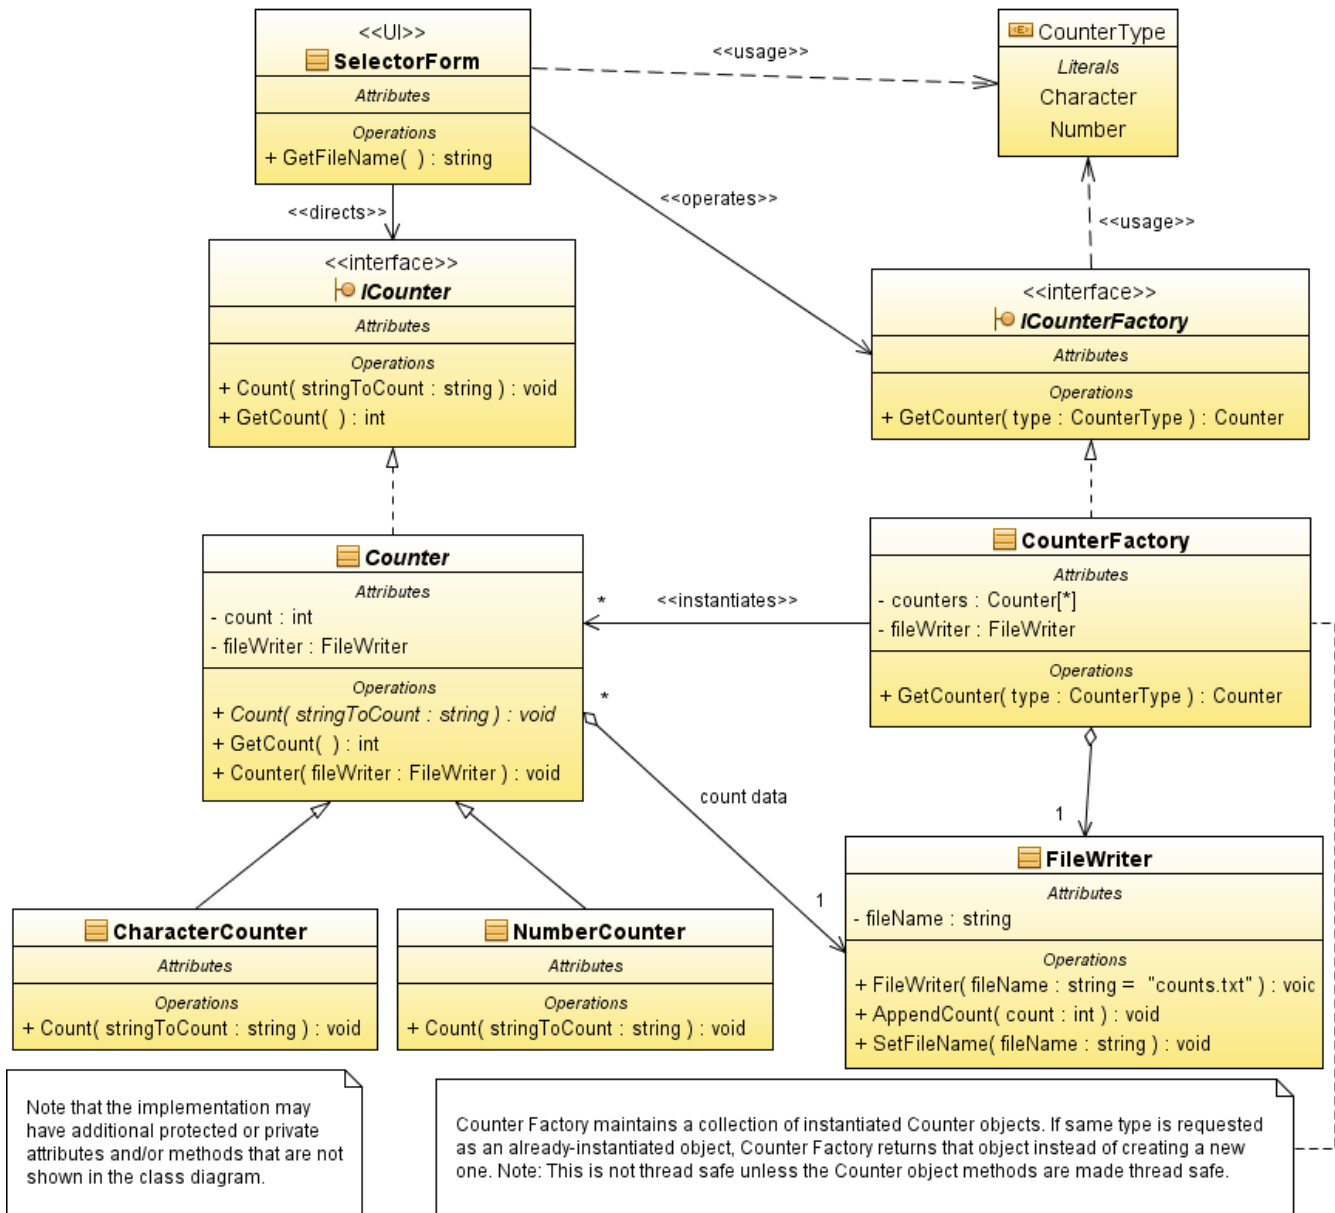 <<UI>>
SelectorForm
Attributes
Operations
+ GetFileName( ) : string
<<usage>>
<E> CounterType
Literals
Character
Number
<<directs>>
<<operates>>
<<usage>>
<<interface>>
ICounter
Attributes
Operations
+ Count( stringToCount : string ) : void
+ GetCount( ) : int
<<interface>>
ICounterFactory
Attributes
Operations
+ GetCounter( type : CounterType ) : Counter
Counter
Attributes
- count : int
- fileWriter : FileWriter
Operations
+ Count( stringToCount : string ) : void
+ GetCount( ) : int
+ Counter( fileWriter : FileWriter ) : void
*
<<instantiates>>
*
CounterFactory
Attributes
- counters : Counter[*]
- fileWriter : FileWriter
Operations
+ GetCounter( type : CounterType ) : Counter
count data
1
1
CharacterCounter
Attributes
Operations
+ Count( stringToCount : string ) : void
NumberCounter
Attributes
Operations
+ Count( stringToCount : string ) : void
FileWriter
Attributes
- fileName : string
Operations
+ FileWriter( fileName : string = "counts.txt" ) : voic
+ AppendCount( count : int ) : void
+ SetFileName( fileName : string ) : void
Note that the implementation may
have additional protected or private
attributes and/or methods that are not
shown in the class diagram.
Counter Factory maintains a collection of instantiated Counter objects. If same type is requested
as an already-instantiated object, Counter Factory returns that object instead of creating a new
one. Note: This is not thread safe unless the Counter object methods are made thread safe.